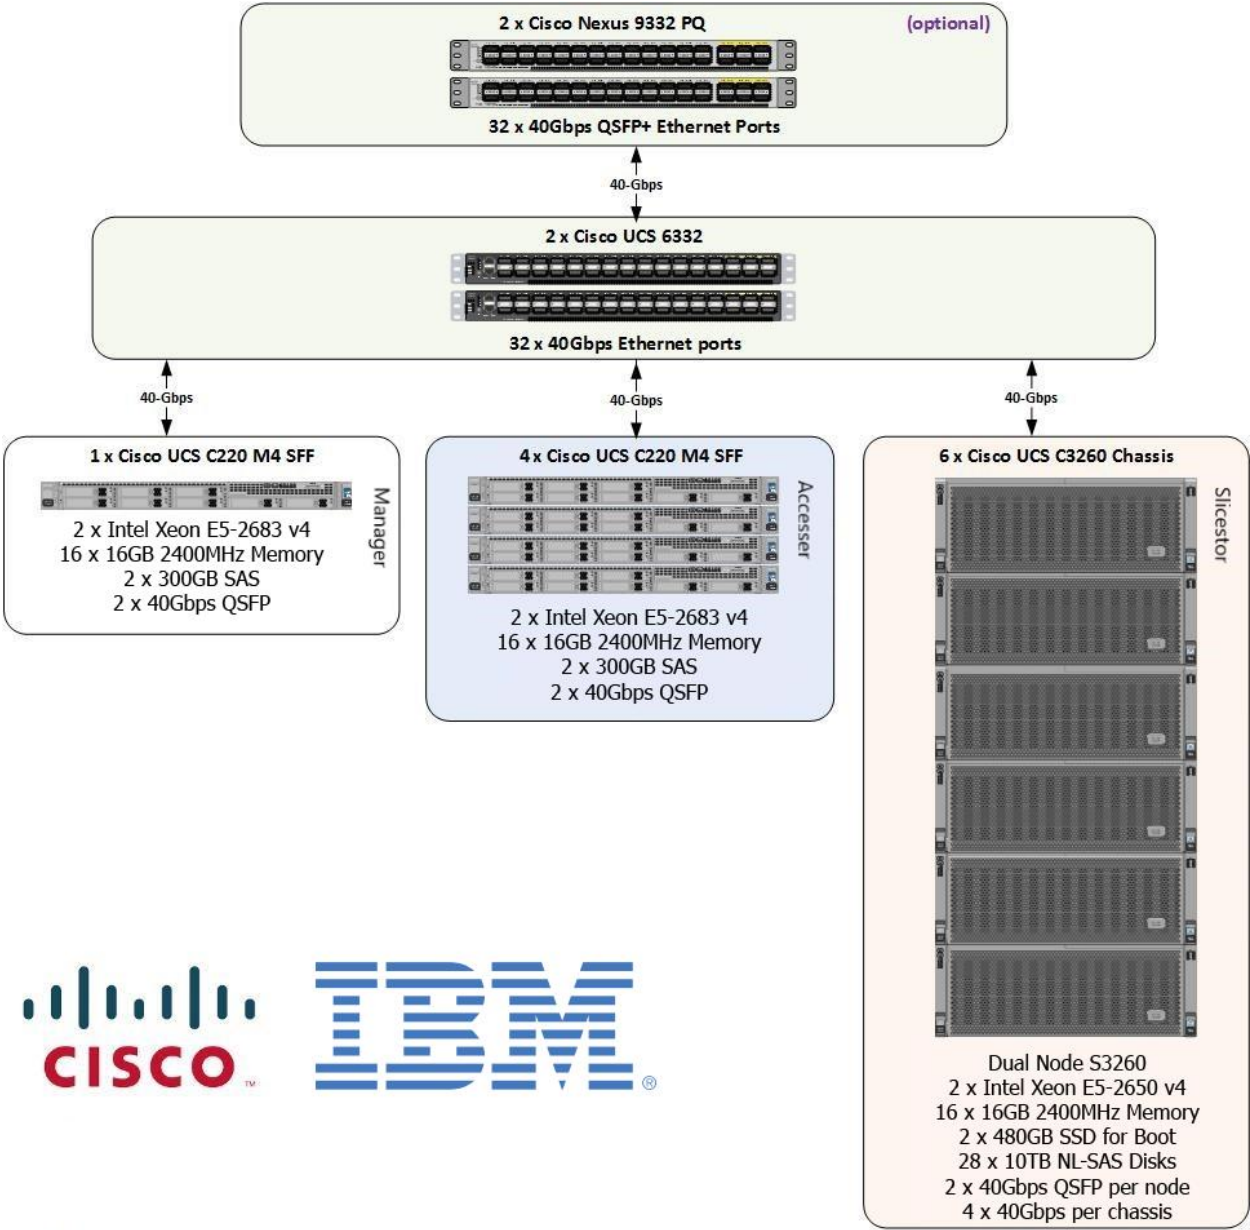 2 x Cisco Nexus 9332 PQ
(optional)
32 x 40Gbps QSFP+ Ethernet Ports
40-Gbps
2 x Cisco UCS 6332
32 x 40Gbps Ethernet ports
40-Gbps
40-Gbps
40-Gbps
1 x Cisco UCS C220 M4 SFF
Manager
2 x Intel Xeon E5-2683 v4
16 x 16GB 2400MHz Memory
2 x 300GB SAS
2 x 40Gbps QSFP
4 x Cisco UCS C220 M4 SFF
Accesser
2 x Intel Xeon E5-2683 v4
16 x 16GB 2400MHz Memory
2 x 300GB SAS
2 x 40Gbps QSFP
6 x Cisco UCS C3260 Chassis
Slicestor
Dual Node S3260
2 x Intel Xeon E5-2650 v4
16 x 16GB 2400MHz Memory
2 x 480GB SSD for Boot
28 x 10TB NL-SAS Disks
2 x 40Gbps QSFP per node
4 x 40Gbps per chassis
CISCO™
IBM®